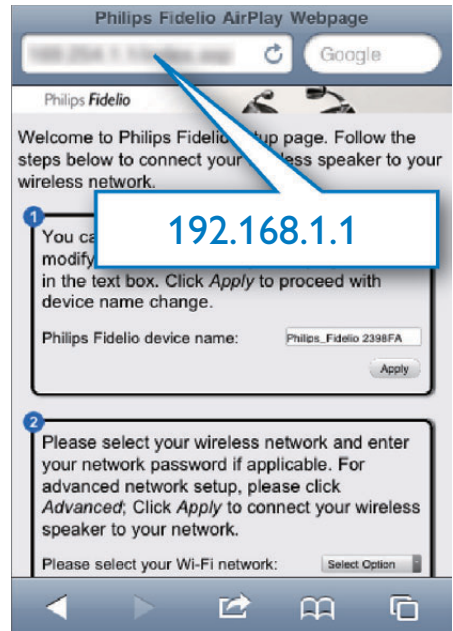 Philips Fidelio AirPlay Webpage
Google
Philips Fidelio
Welcome to Philips Fidelio up page. Follow the
steps below to connect your less speaker to your
wireless network.
192.168.1.1
1
You
modify
in the text box. Click Apply to proceed with
device name change.
Philips Fidelio device name: Philips_Fidelio 2398FA
Apply
2
Please select your wireless network and enter
your network password if applicable. For
advanced network setup, please click
Advanced; Click Apply to connect your wireless
speaker to your network.
Please select your Wi-Fi network: Select Option